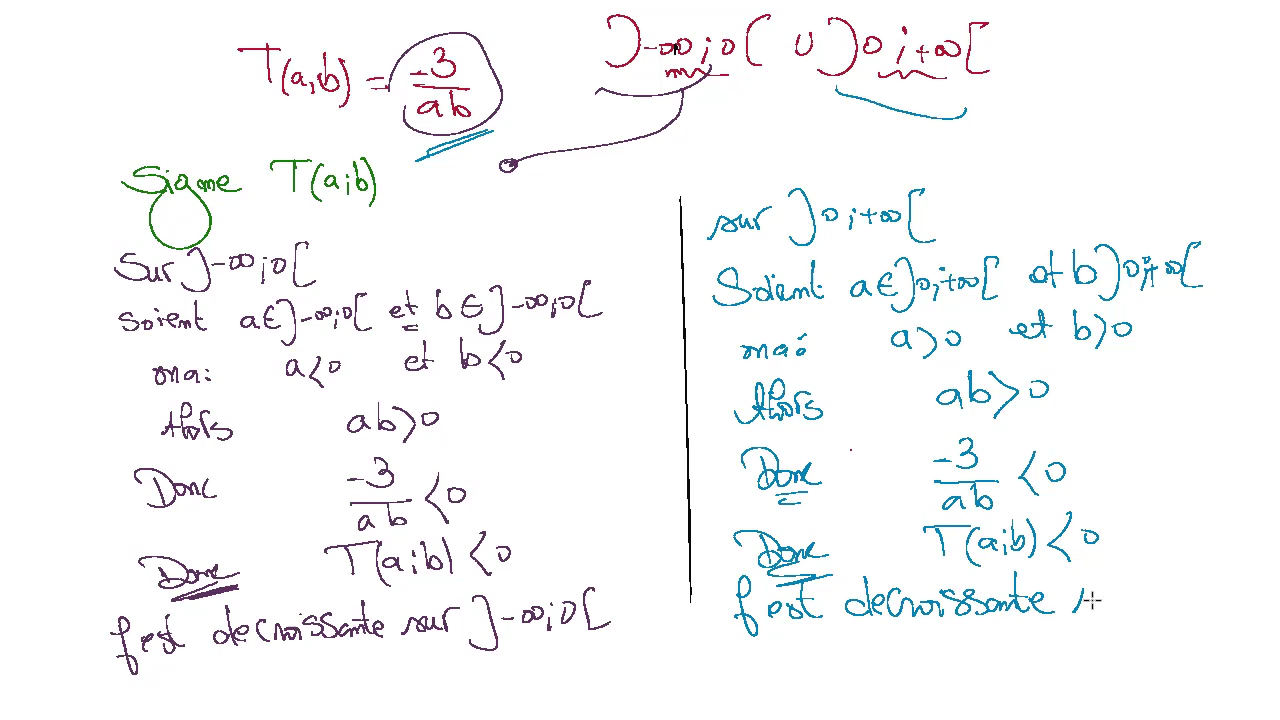 T(a,b) = -3/ab ]-∞;0[ ∪ ]0;+∞[
Signe T(a;b)
Sur ]-∞;0[
soient a∈]-∞;0[ et b∈]-∞;0[
ona: a<0 et b<0
Alors ab>0
Donc -3/ab <0
Donc T(a;b)<0
f est decroissante sur ]-∞;0[
sur ]0;+∞[
Soient a∈]0;+∞[ et b]0;+∞[
ona: a>0 et b>0
Alors ab>0
Donc -3/ab <0
Donc T(a;b)<0
f est decroissante